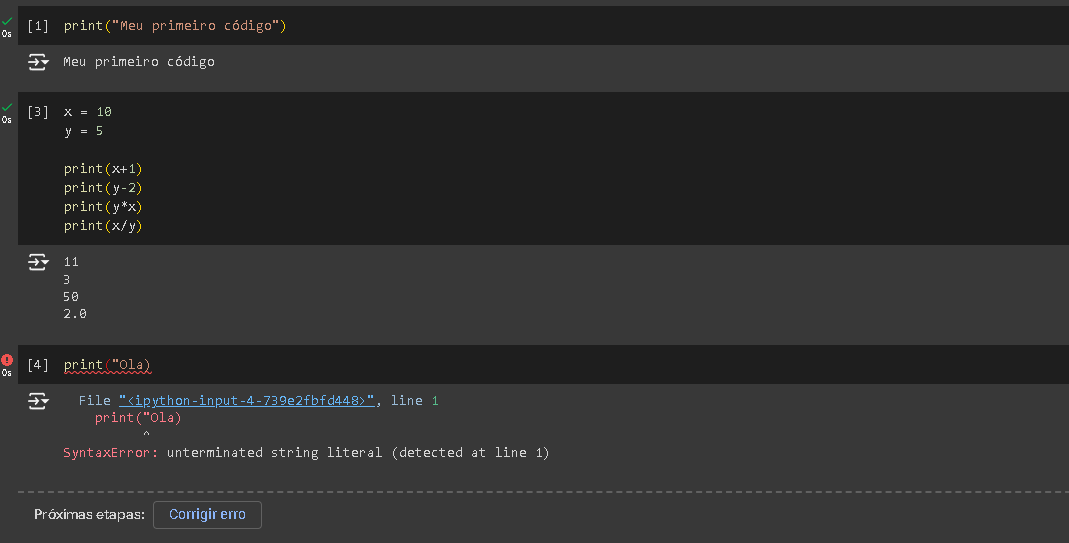 [1] print("Meu primeiro código")
0s
Meu primeiro código
[3] x = 10
0s
y = 5
print(x+1)
print(y-2)
print(y*x)
print(x/y)
11
3
50
2.0
[4] print("Ola)
0s
File "<ipython-input-4-739e2fbfd448>", line 1
print("Ola)
^
SyntaxError: unterminated string literal (detected at line 1)
Próximas etapas: Corrigir erro